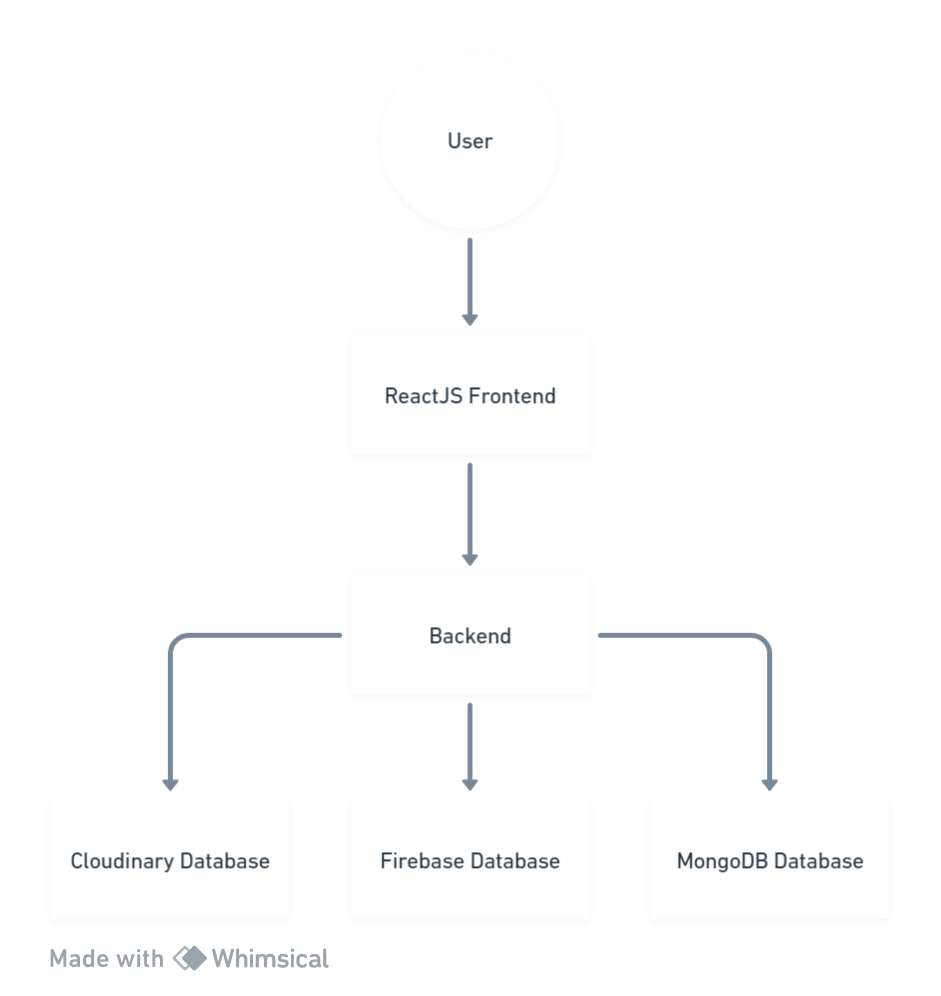 User
ReactJS Frontend
Backend
Cloudinary Database
Firebase Database
MongoDB Database
Made with Whimsical